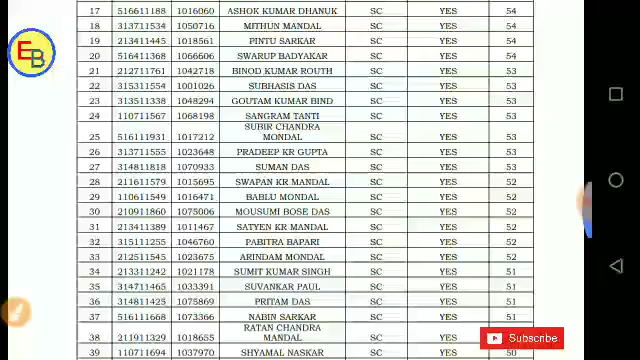 17 516611188 1016060 ASHOK KUMAR DHANUK SC YES 54
18 313711534 1050716 MITHUN MANDAL SC YES 54
19 213411445 1018561 PINTU SARKAR SC YES 54
20 516411368 1066606 SWARUP BADYAKAR SC YES 54
21 212711761 1042718 BINOD KUMAR ROUTH SC YES 53
22 315311554 1001026 SUBHASIS DAS SC YES 53
23 313511338 1048294 GOUTAM KUMAR BIND SC YES 53
24 110711567 1068198 SANGRAM TANTI SC YES 53
25 516111931 1017212 SUBIR CHANDRA MONDAL SC YES 53
26 313711555 1023648 PRADEEP KR GUPTA SC YES 53
27 314811818 1070933 SUMAN DAS SC YES 53
28 211611579 1015695 SWAPAN KR MANDAL SC YES 52
29 110611549 1016471 BABLU MONDAL SC YES 52
30 210911860 1075006 MOUSUMI BOSE DAS SC YES 52
31 213411389 1011467 SATYEN KR MANDAL SC YES 52
32 315111255 1046760 PABITRA BAPARI SC YES 52
33 212511545 1023675 ARINDAM MONDAL SC YES 52
34 213311242 1021178 SUMIT KUMAR SINGH SC YES 51
35 314711465 1033391 SUVANKAR PAUL SC YES 51
36 314811425 1075869 PRITAM DAS SC YES 51
37 516111668 1073366 NABIN SARKAR SC YES 51
38 211911329 1018655 RATAN CHANDRA MANDAL SC YES
39 110711694 1037970 SHYAMAL NASKAR SC YES 50
EB
Subscribe